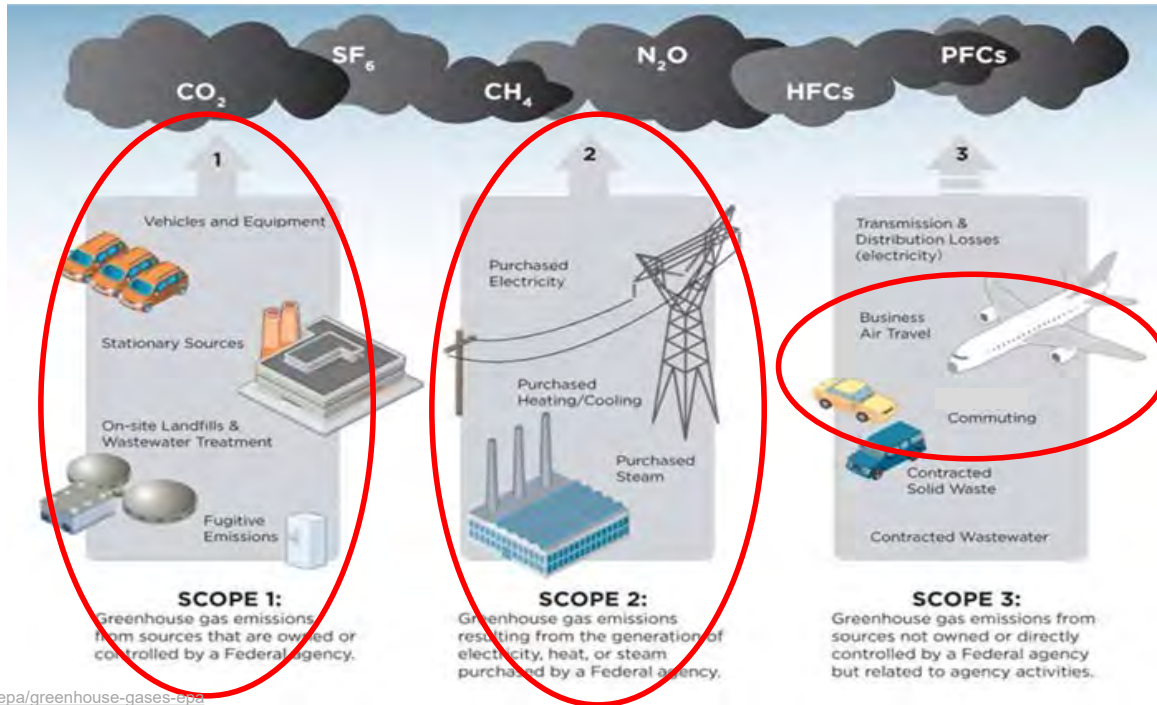 SF₆
N₂O
PFCs
CO₂
CH₄
HFCs
1
Vehicles and Equipment
Stationary Sources
On-site Landfills &
Wastewater Treatment
Fugitive
Emissions
SCOPE 1:
Greenhouse gas emissions
from sources that are owned or
controlled by a Federal agency.
2
Purchased
Electricity
Purchased
Heating/Cooling
Purchased
Steam
SCOPE 2:
Greenhouse gas emissions
resulting from the generation of
electricity, heat, or steam
purchased by a Federal agency.
3
Transmission &
Distribution Losses
(electricity)
Business
Air Travel
Commuting
Contracted
Solid Waste
Contracted Wastewater
SCOPE 3:
Greenhouse gas emissions from
sources not owned or directly
controlled by a Federal agency
but related to agency activities.
epa/greenhouse-gases-epa